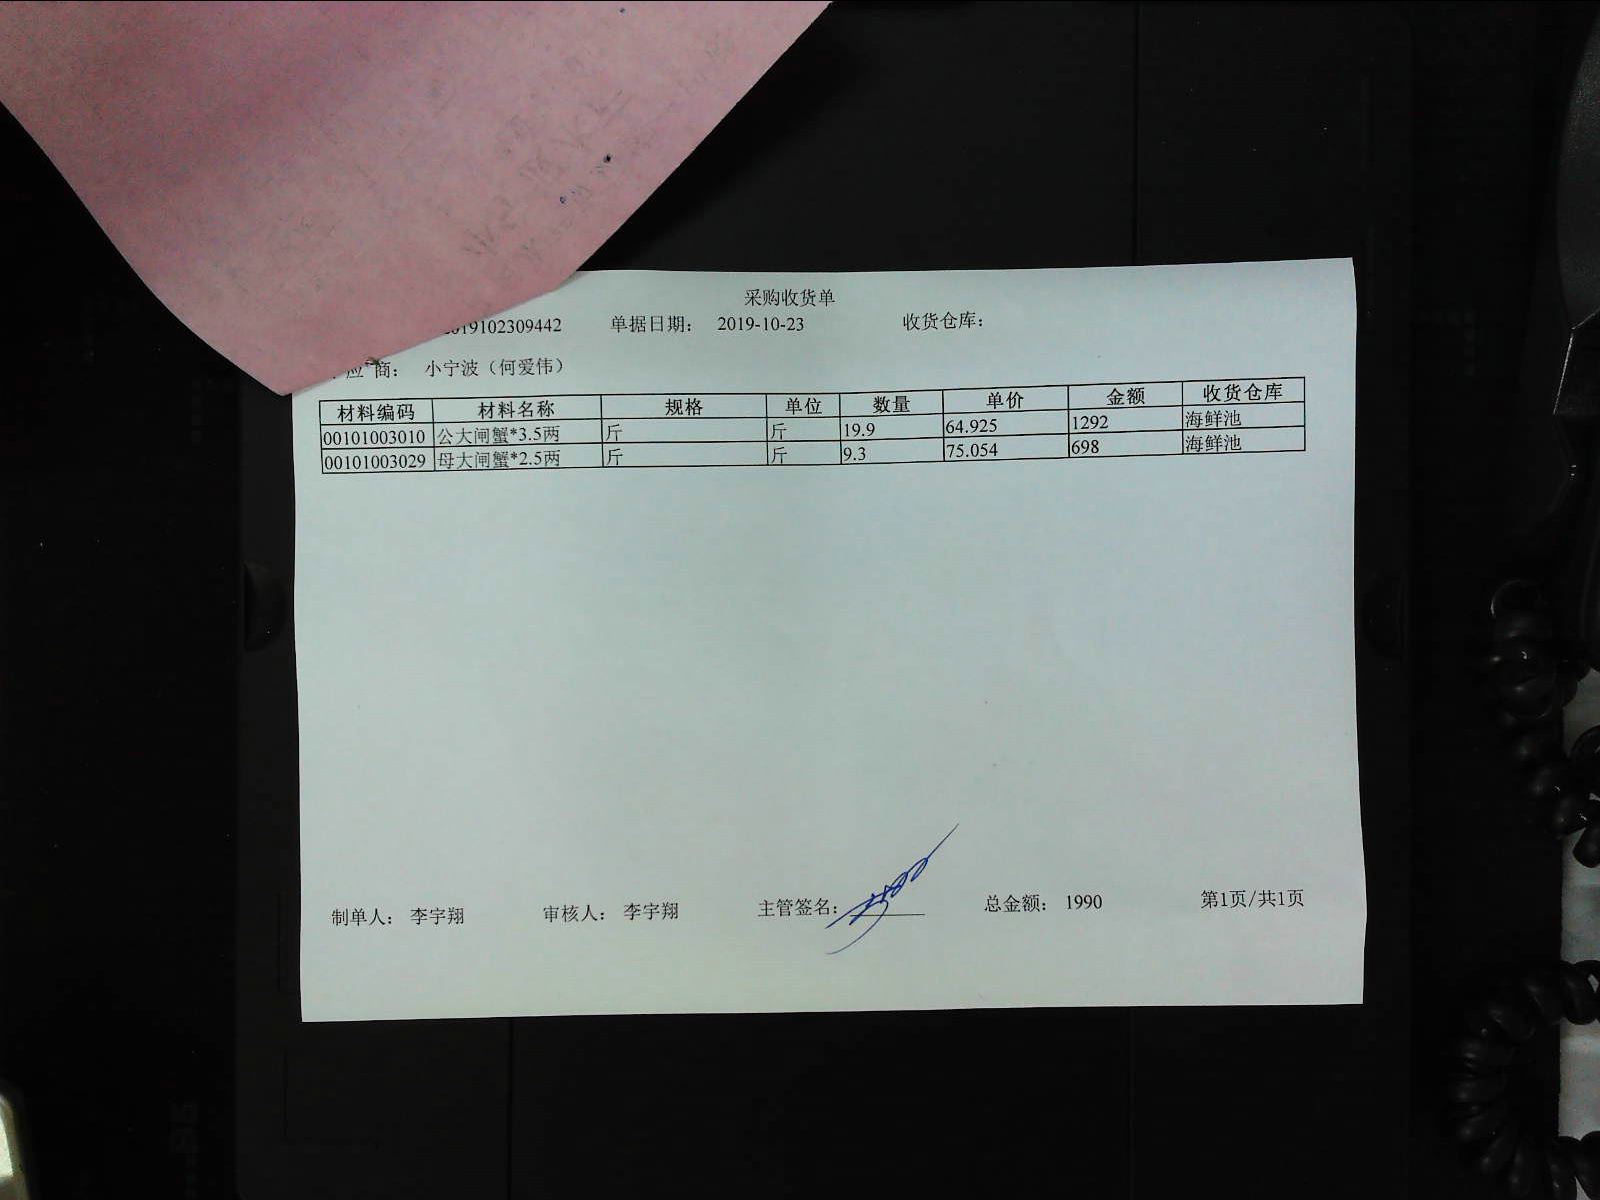 采购收货单
2019102309442 单据日期: 2019-10-23 收货仓库:
应商: 小宁波（何爱伟）
材料编码 材料名称 规格 单位 数量 单价 金额 收货仓库
00101003010 公大闸蟹*3.5两 斤 斤 19.9 64.925 1292 海鲜池
00101003029 母大闸蟹*2.5两 斤 斤 9.3 75.054 698 海鲜池
制单人: 李宇翔 审核人: 李宇翔 主管签名: 总金额: 1990 第1页/共1页